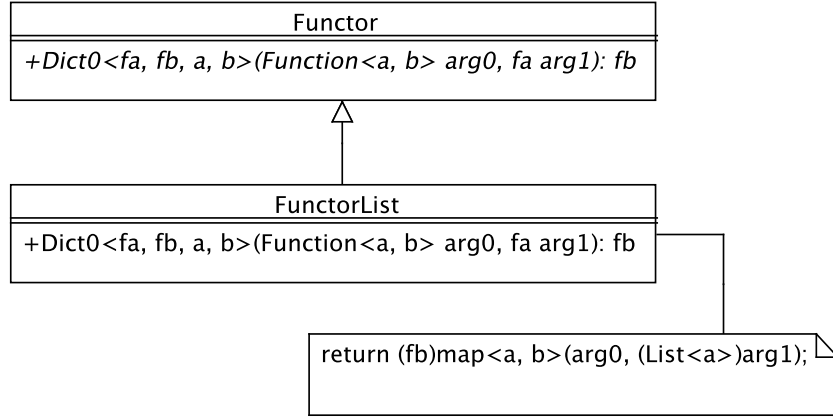 Functor
+Dict0<fa, fb, a, b>(Function<a, b> arg0, fa arg1): fb
FunctorList
+Dict0<fa, fb, a, b>(Function<a, b> arg0, fa arg1): fb
return (fb)map<a, b>(arg0, (List<a>)arg1);